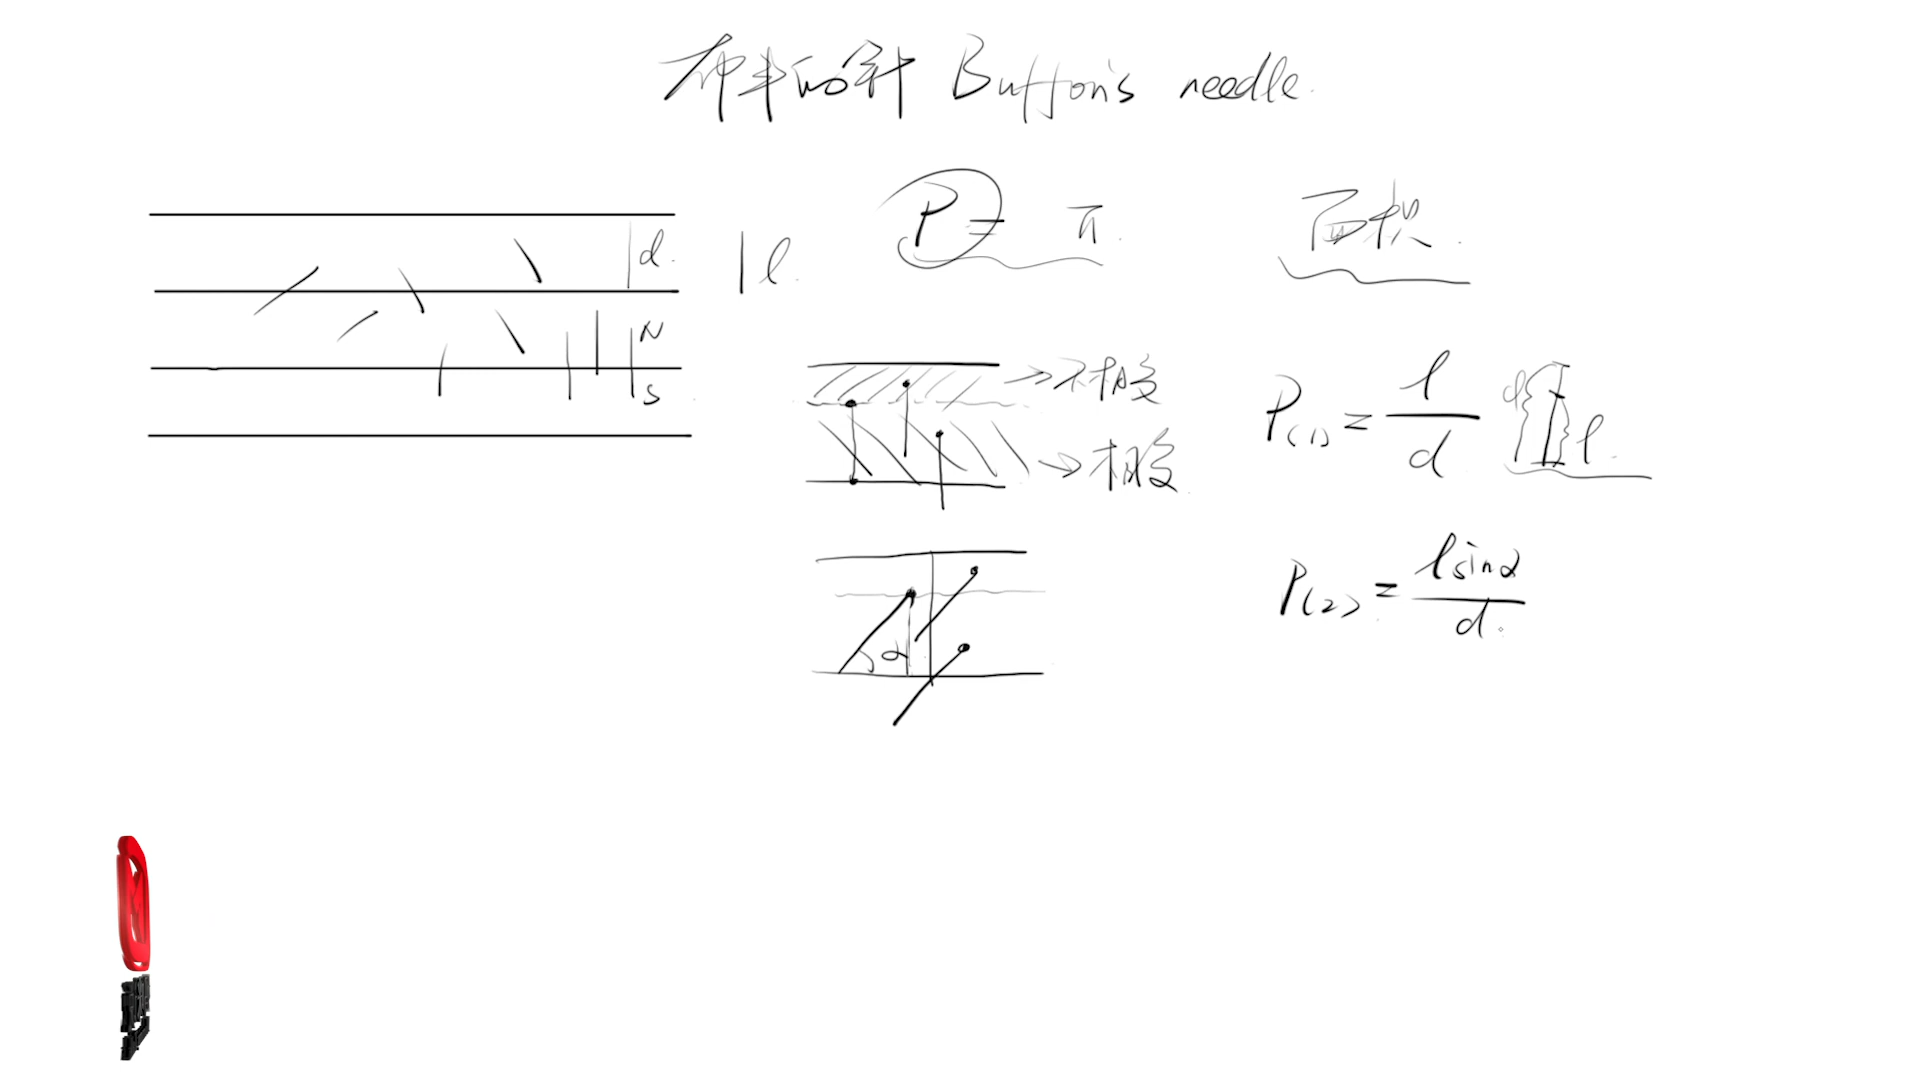 布丰的针 Buffon's needle.
d.
l.
P = π.
面积.
N
S
不相交
相交
P(1) = l/d
d
l.
α
P(2) = l sinα / d.